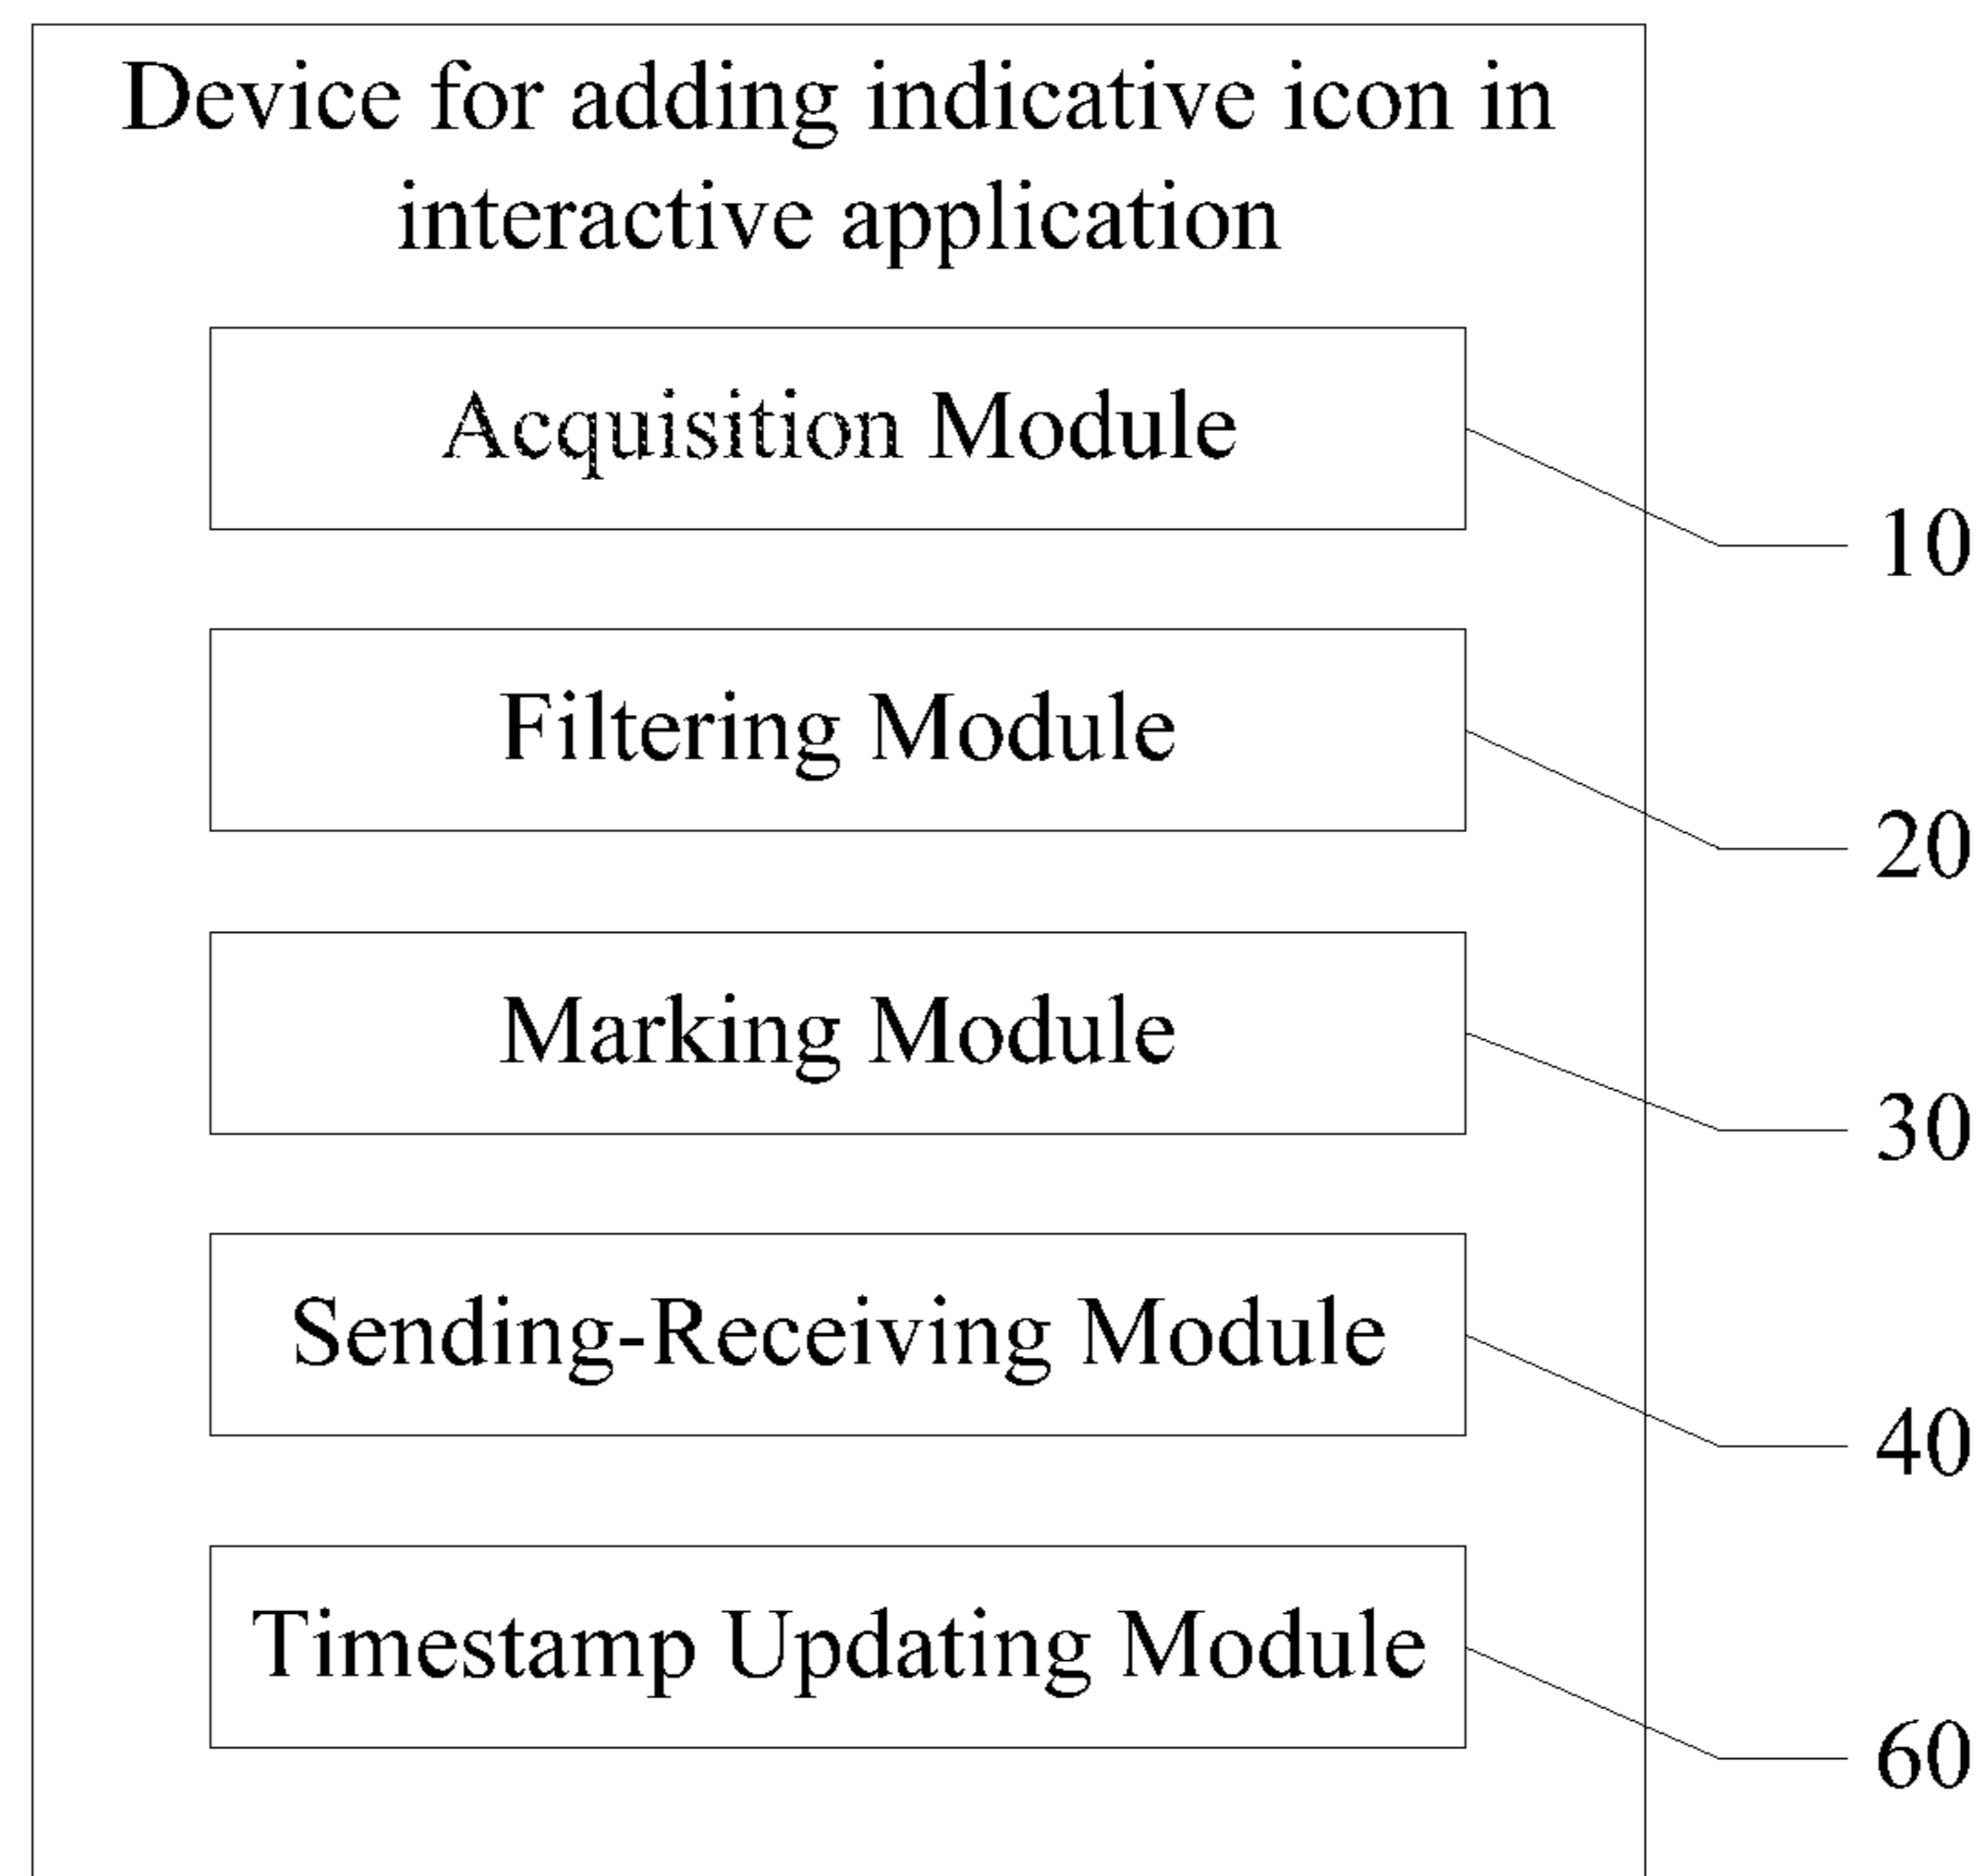 Device for adding indicative icon in
interactive application
Acquisition Module
10
Filtering Module
20
Marking Module
30
Sending-Receiving Module
40
Timestamp Updating Module
60